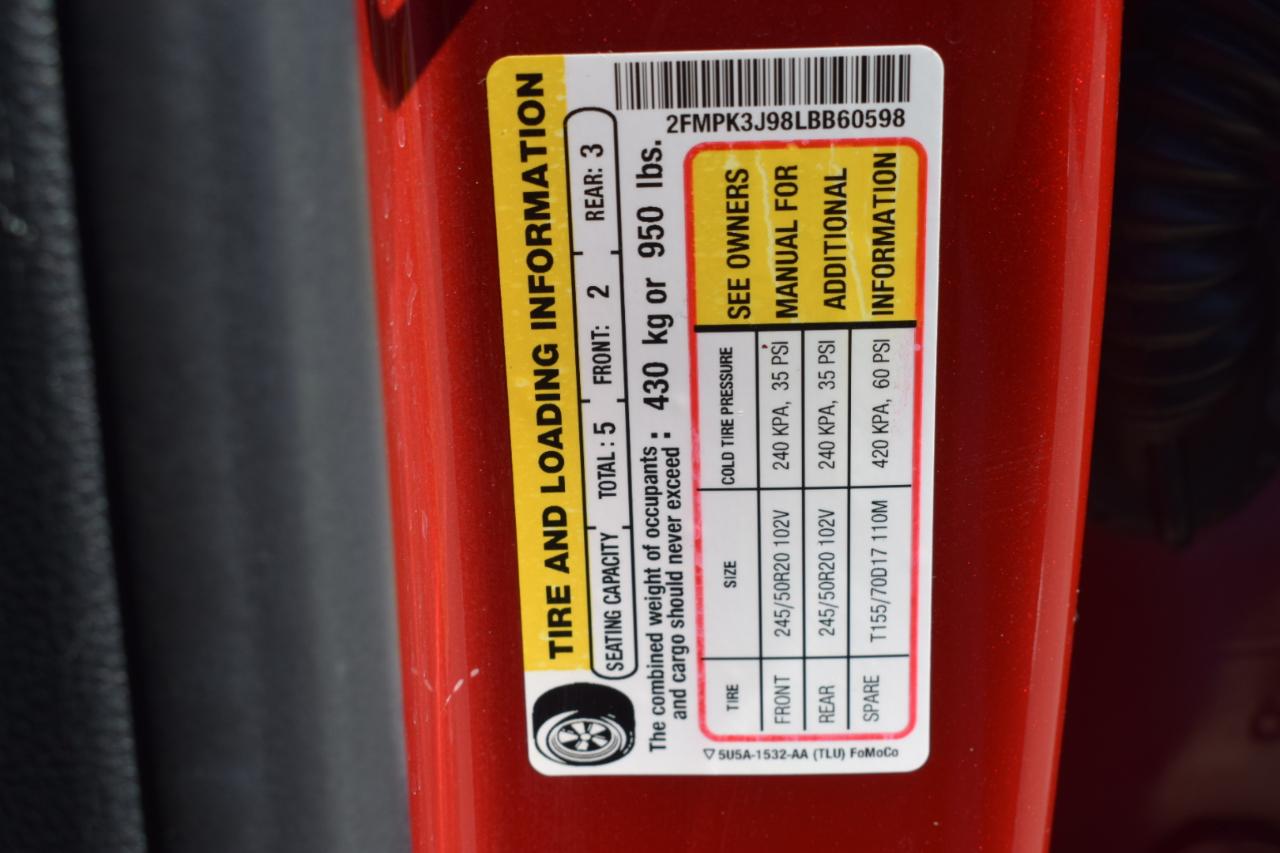 TIRE AND LOADING INFORMATION
SEATING CAPACITY TOTAL : 5 FRONT: 2 REAR: 3
The combined weight of occupants
and cargo should never exceed : 430 kg or 950 lbs.
2FMPK3J98LBB60598
TIRE SIZE COLD TIRE PRESSURE
FRONT 245/50R20 102V 240 KPA, 35 PSI
REAR 245/50R20 102V 240 KPA, 35 PSI
SPARE T155/70D17 110M 420 KPA, 60 PSI
SEE OWNERS
MANUAL FOR
ADDITIONAL
INFORMATION
5U5A-1532-AA (TLU) FoMoCo